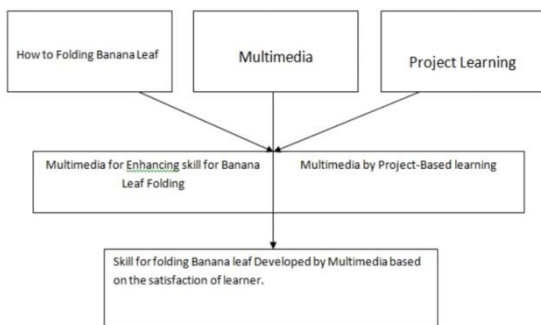 How to Folding Banana Leaf
Multimedia
Project Learning
Multimedia for Enhancing skill for Banana
Leaf Folding
Multimedia by Project-Based learning
Skill for folding Banana leaf Developed by Multimedia based
on the satisfaction of learner.